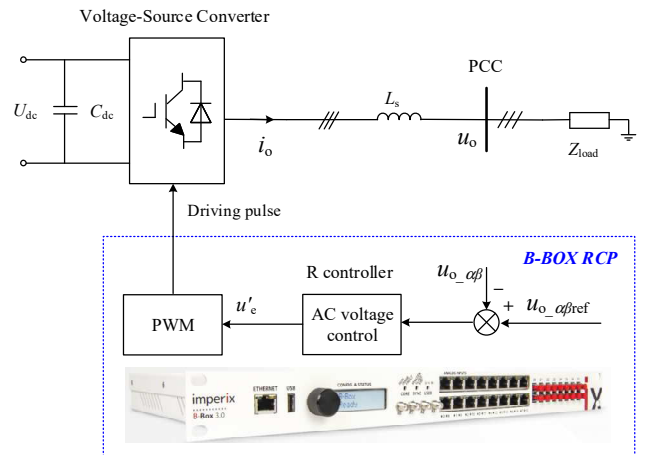 Voltage-Source Converter
PCC
U_dc
C_dc
L_s
i_o
u_o
Z_load
Driving pulse
B-BOX RCP
R controller
u_o_αβ
−
+
u_o_αβref
PWM
u′_e
AC voltage
control
imperix
B-Box 3.0
ETHERNET
USB